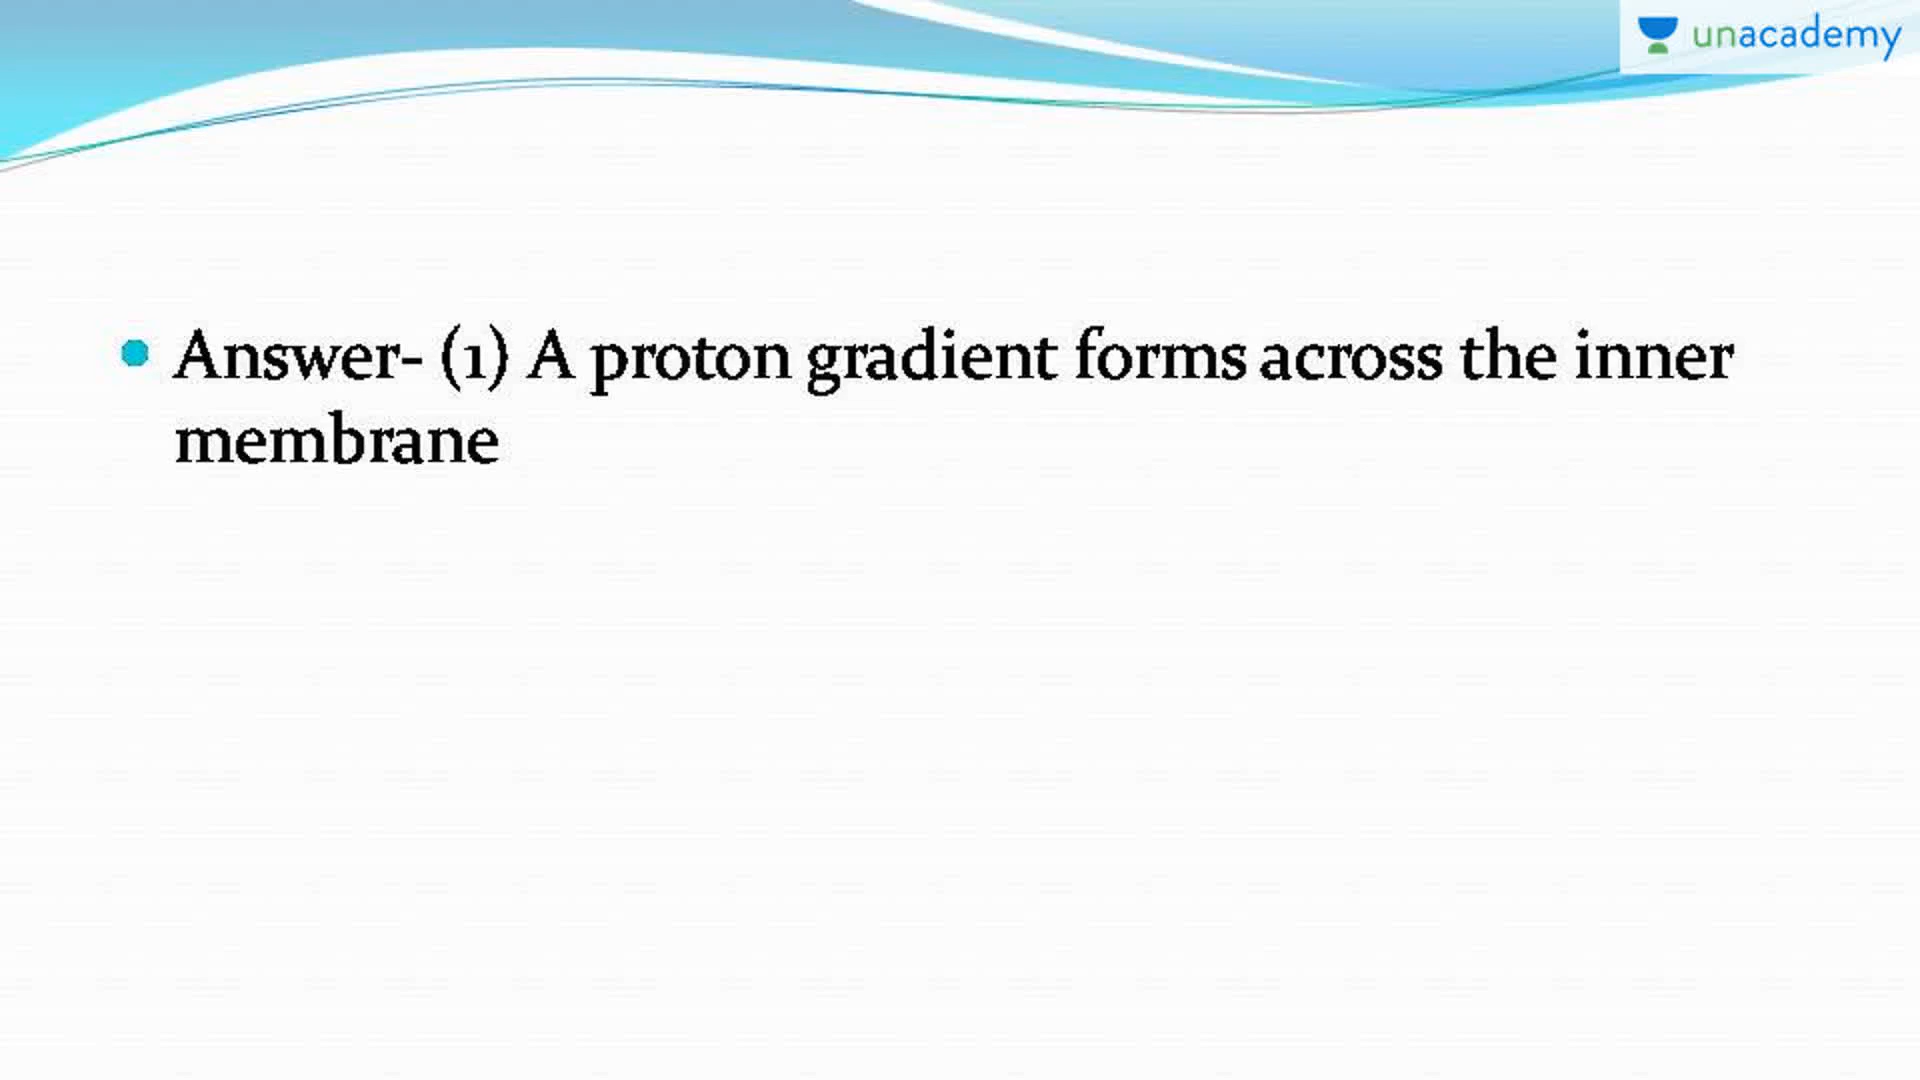 unacademy
Answer- (1) A proton gradient forms across the inner
membrane